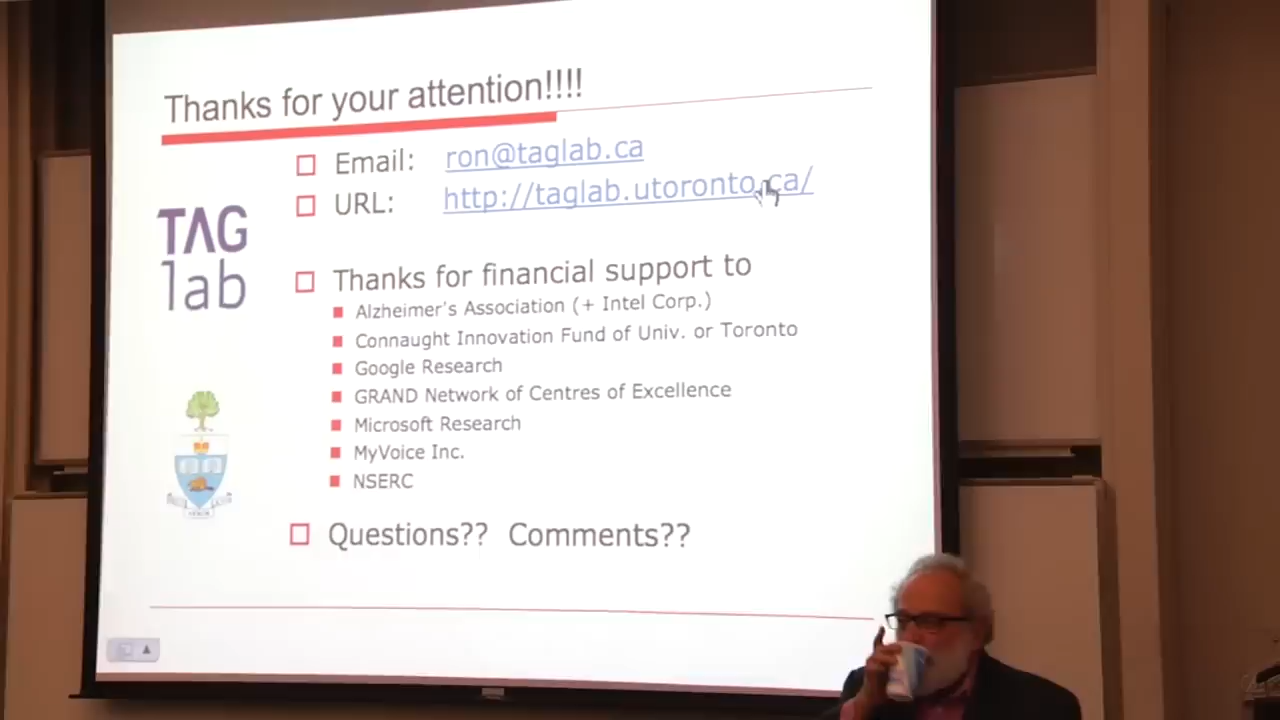 Thanks for your attention!!!!
Email: ron@taglab.ca
URL: http://taglab.utoronto.ca/
TAG
lab
Thanks for financial support to
Alzheimer's Association (+ Intel Corp.)
Connaught Innovation Fund of Univ. or Toronto
Google Research
GRAND Network of Centres of Excellence
Microsoft Research
MyVoice Inc.
NSERC
Questions?? Comments??